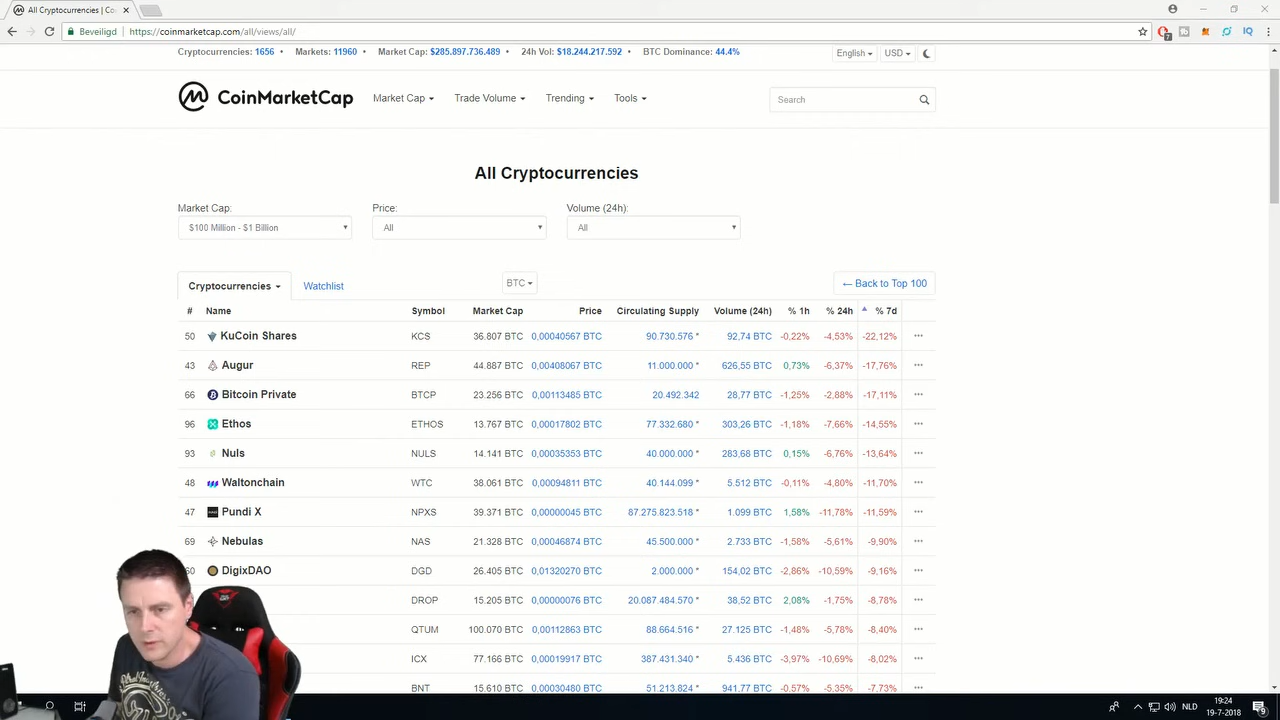 All Cryptocurrencies | Co
Beveiligd https://coinmarketcap.com/all/views/all/
7
IQ
Cryptocurrencies: 1656 • Markets: 11960 • Market Cap: $285.897.736.489 • 24h Vol: $18.244.217.592 • BTC Dominance: 44.4%
English USD
CoinMarketCap Market Cap Trade Volume Trending Tools Search
All Cryptocurrencies
Market Cap: Price: Volume (24h):
$100 Million - $1 Billion All All
Cryptocurrencies Watchlist BTC ← Back to Top 100
# Name Symbol Market Cap Price Circulating Supply Volume (24h) % 1h % 24h % 7d
50 KuCoin Shares KCS 36.807 BTC 0,00040567 BTC 90.730.576 * 92,74 BTC -0,22% -4,53% -22,12%
43 Augur REP 44.887 BTC 0,00408067 BTC 11.000.000 * 626,55 BTC 0,73% -6,37% -17,76%
66 Bitcoin Private BTCP 23.256 BTC 0,00113485 BTC 20.492.342 28,77 BTC -1,25% -2,88% -17,11%
96 Ethos ETHOS 13.767 BTC 0,00017802 BTC 77.332.680 * 303,26 BTC -1,18% -7,66% -14,55%
93 Nuls NULS 14.141 BTC 0,00035353 BTC 40.000.000 * 283,68 BTC 0,15% -6,76% -13,64%
48 Waltonchain WTC 38.061 BTC 0,00094811 BTC 40.144.099 * 5.512 BTC -0,11% -4,80% -11,70%
47 Pundi X NPXS 39.371 BTC 0,00000045 BTC 87.275.823.518 * 1.099 BTC 1,58% -11,78% -11,59%
69 Nebulas NAS 21.328 BTC 0,00046874 BTC 45.500.000 * 2.733 BTC -1,58% -5,61% -9,90%
60 DigixDAO DGD 26.405 BTC 0,01320270 BTC 2.000.000 * 154,02 BTC -2,86% -10,59% -9,16%
DROP 15.205 BTC 0,00000076 BTC 20.087.484.570 * 38,52 BTC 2,08% -1,75% -8,78%
QTUM 100.070 BTC 0,00112863 BTC 88.664.516 * 27.125 BTC -1,48% -5,78% -8,40%
ICX 77.166 BTC 0,00019917 BTC 387.431.340 * 5.436 BTC -3,97% -10,69% -8,02%
BNT 15.610 BTC 0,00030480 BTC 51.213.824 * 941,77 BTC -0,57% -5,35% -7,73%
NLD 19:24
19-7-2018 9